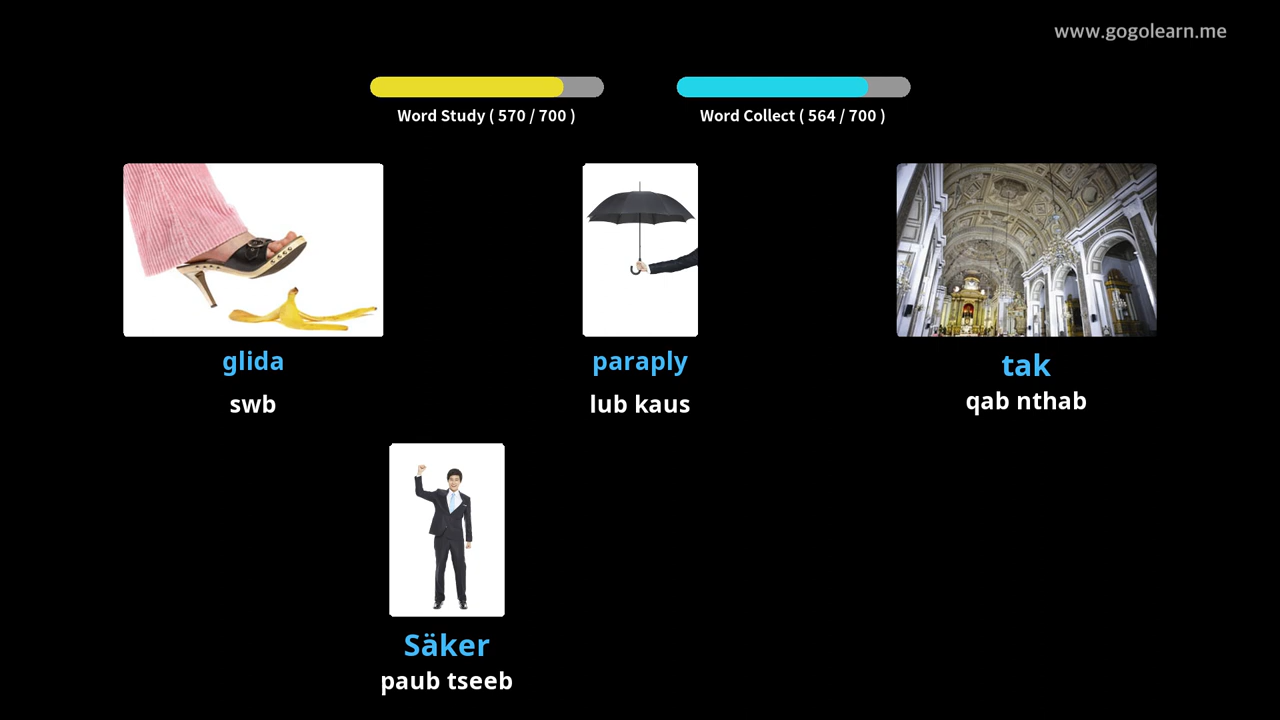 www.gogolearn.me
Word Study ( 570 / 700 )
Word Collect ( 564 / 700 )
glida
swb
paraply
lub kaus
tak
qab nthab
Säker
paub tseeb